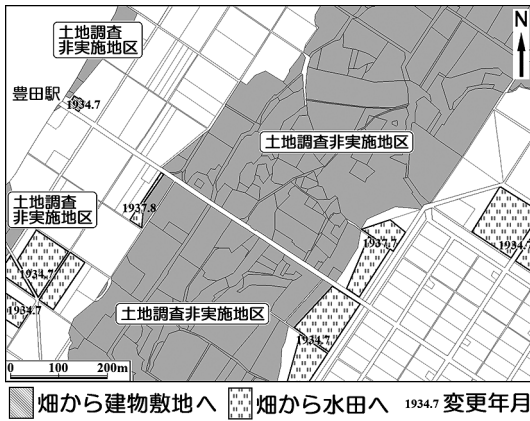 土地調査
非実施地区
N
豊田駅
1934.7
土地調査非実施地区
土地調査
非実施地区
1937.8
1937.7
1934.7
1934.7
1934.7
土地調査非実施地区
1934.7
0 100 200m
畑から建物敷地へ 畑から水田へ 1934.7 変更年月